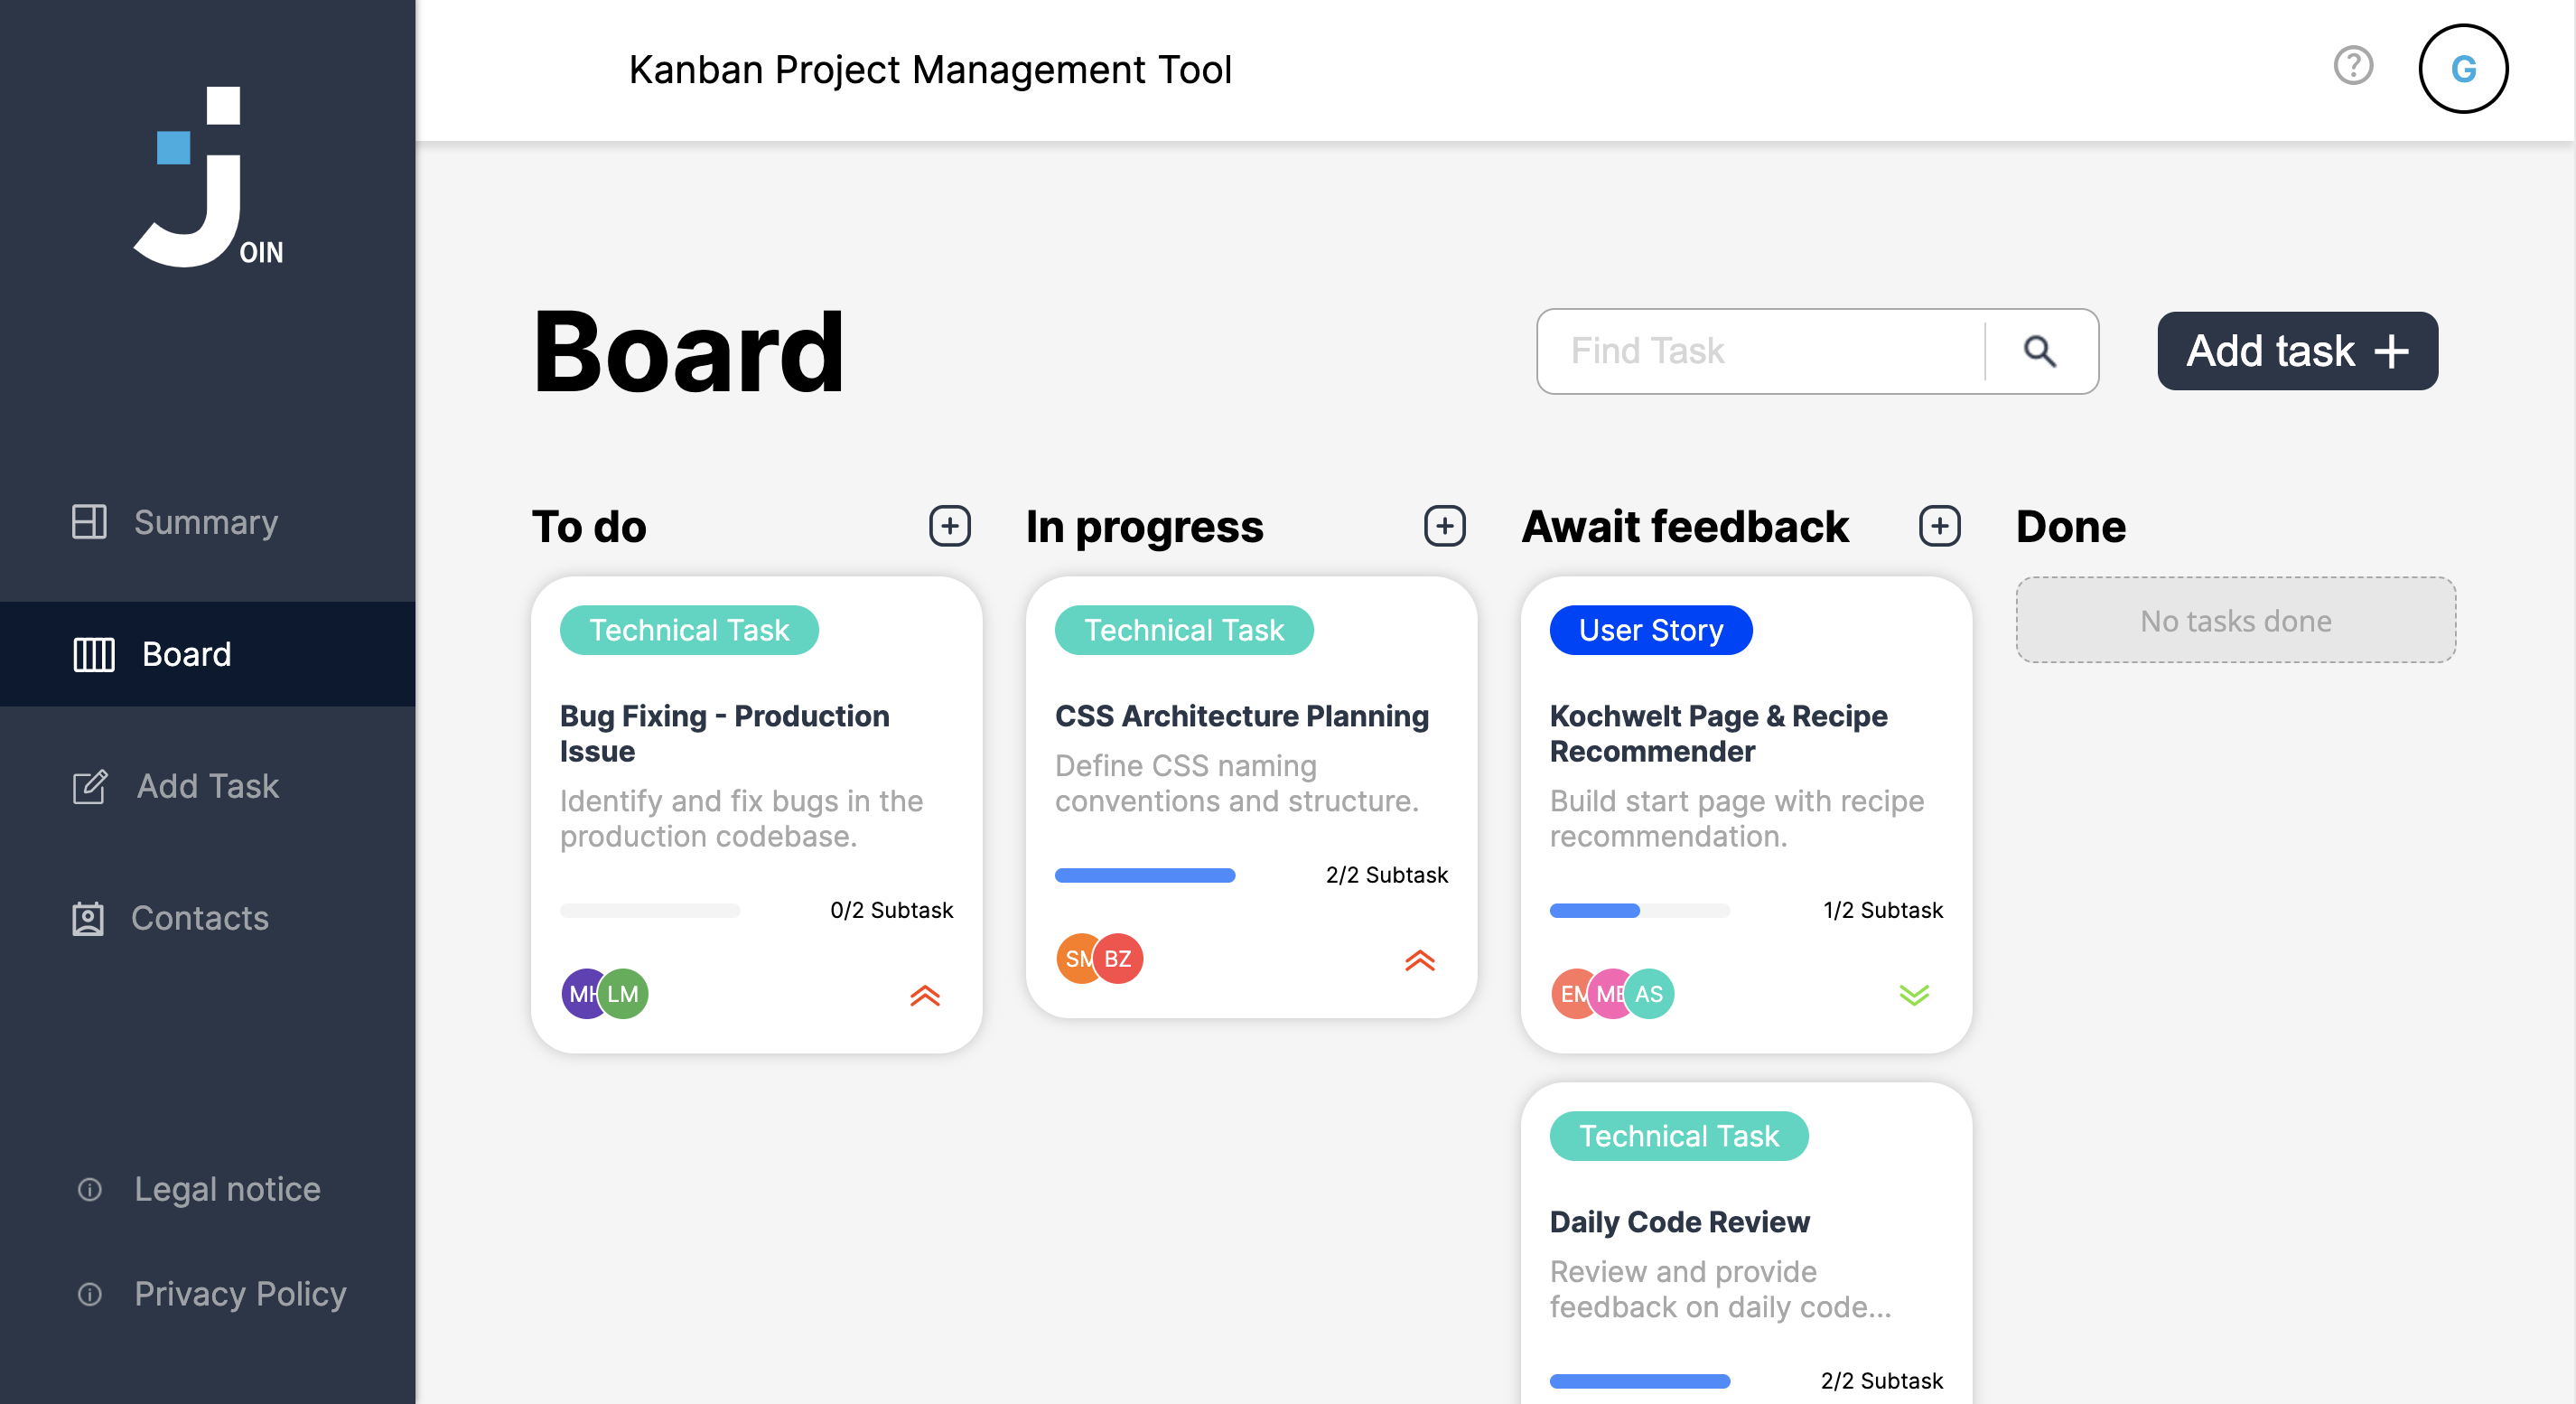 Kanban Project Management Tool
G
OIN
Summary
Board
Add Task
Contacts
Legal notice
Privacy Policy
Board
Find Task
Add task
To do
Technical Task
Bug Fixing - Production
Issue
Identify and fix bugs in the
production codebase.
0/2 Subtask
LM
In progress
Technical Task
CSS Architecture Planning
Define CSS naming
conventions and structure.
2/2 Subtask
SM BZ
Await feedback
User Story
Kochwelt Page & Recipe
Recommender
Build start page with recipe
recommendation.
1/2 Subtask
EM AS
Technical Task
Daily Code Review
Review and provide
feedback on daily code...
2/2 Subtask
Done
No tasks done